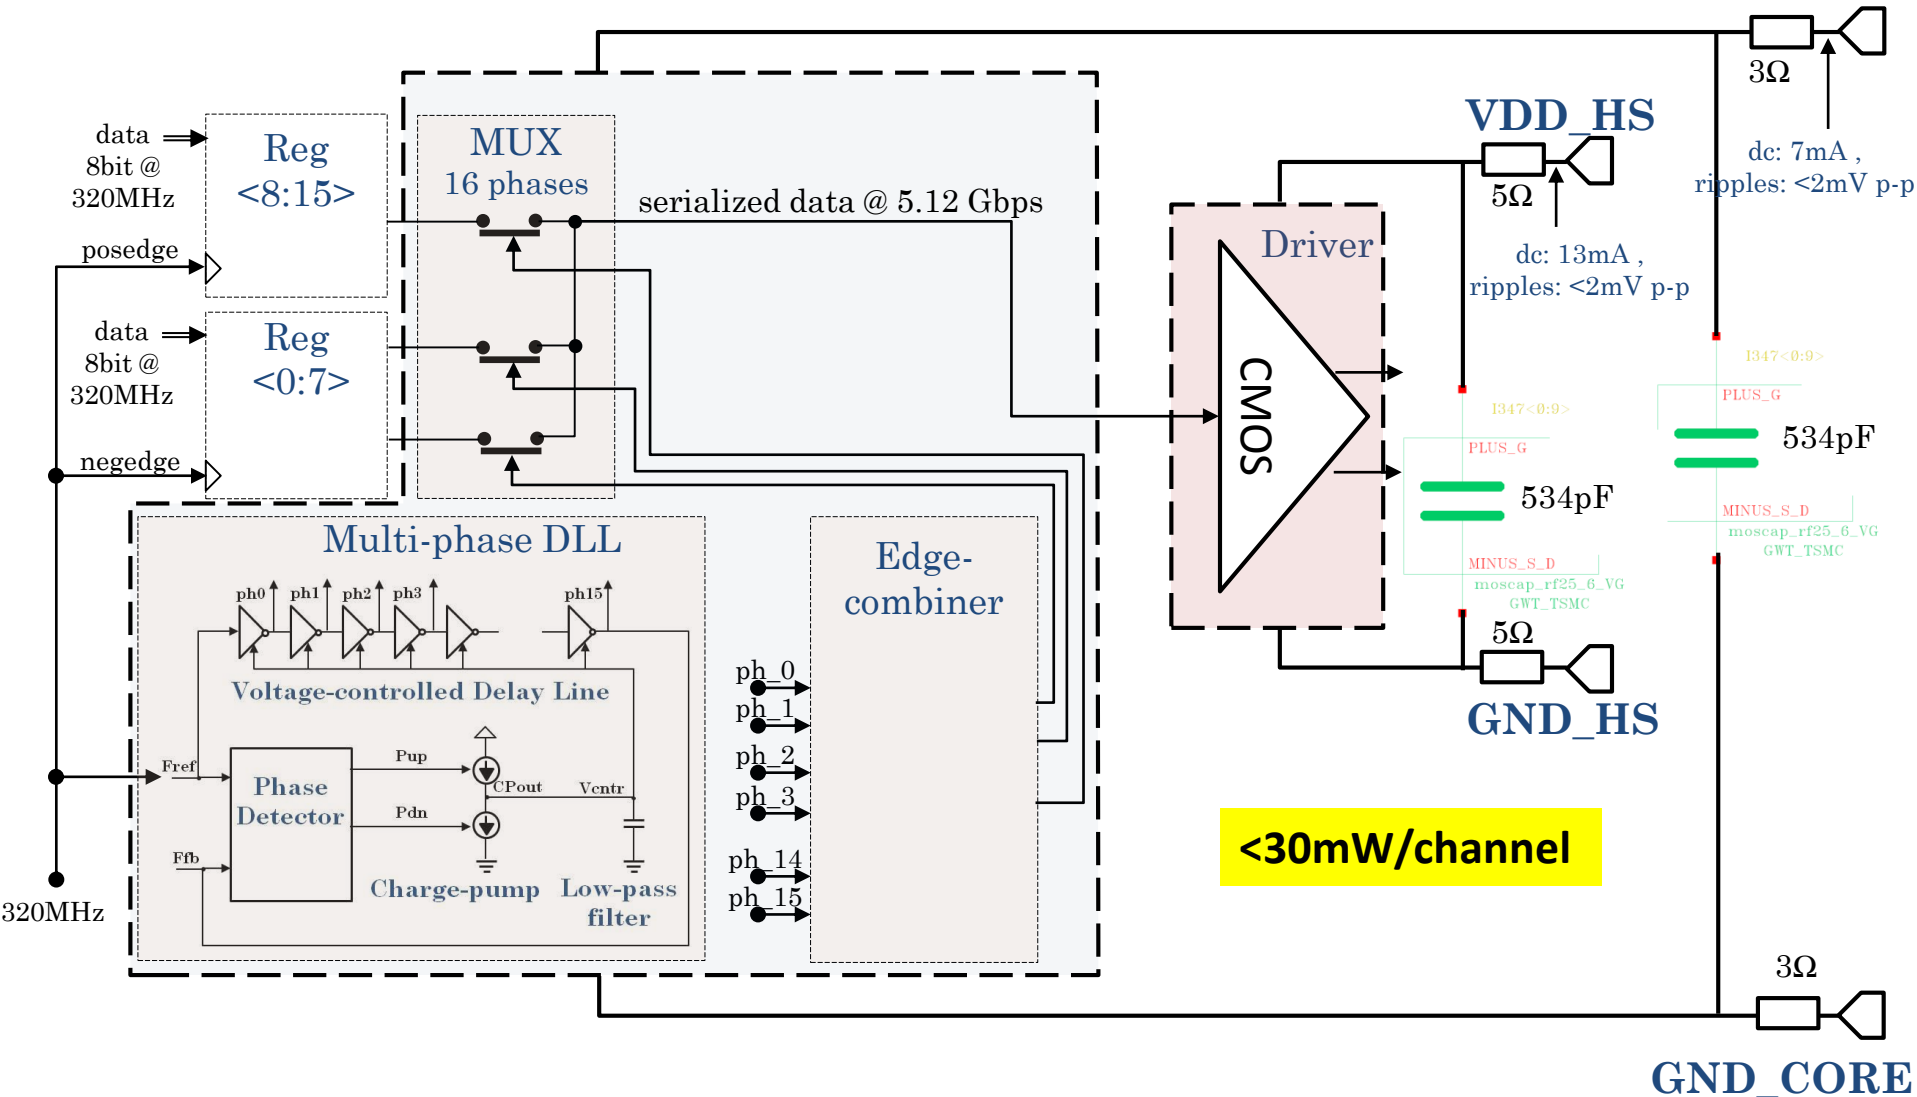 3Ω
dc: 7mA ,
ripples: <2mV p-p
VDD_HS
5Ω
dc: 13mA ,
ripples: <2mV p-p
data
8bit @
320MHz
Reg
<8:15>
posedge
data
8bit @
320MHz
Reg
<0:7>
negedge
MUX
16 phases
serialized data @ 5.12 Gbps
Driver
CMOS
I347<0:9>
PLUS_G
534pF
MINUS_S_D
moscap_rf25_6_VG
GWT_TSMC
I347<0:9>
PLUS_G
534pF
MINUS_S_D
moscap_rf25_6_VG
GWT_TSMC
5Ω
GND_HS
Multi-phase DLL
ph0
ph1
ph2
ph3
ph15
Voltage-controlled Delay Line
Fref
Phase
Detector
Pup
CPout
Vcntr
Pdn
Ffb
Charge-pump
Low-pass
filter
Edge-
combiner
ph_0
ph_1
ph_2
ph_3
ph_14
ph_15
320MHz
<30mW/channel
3Ω
GND_CORE